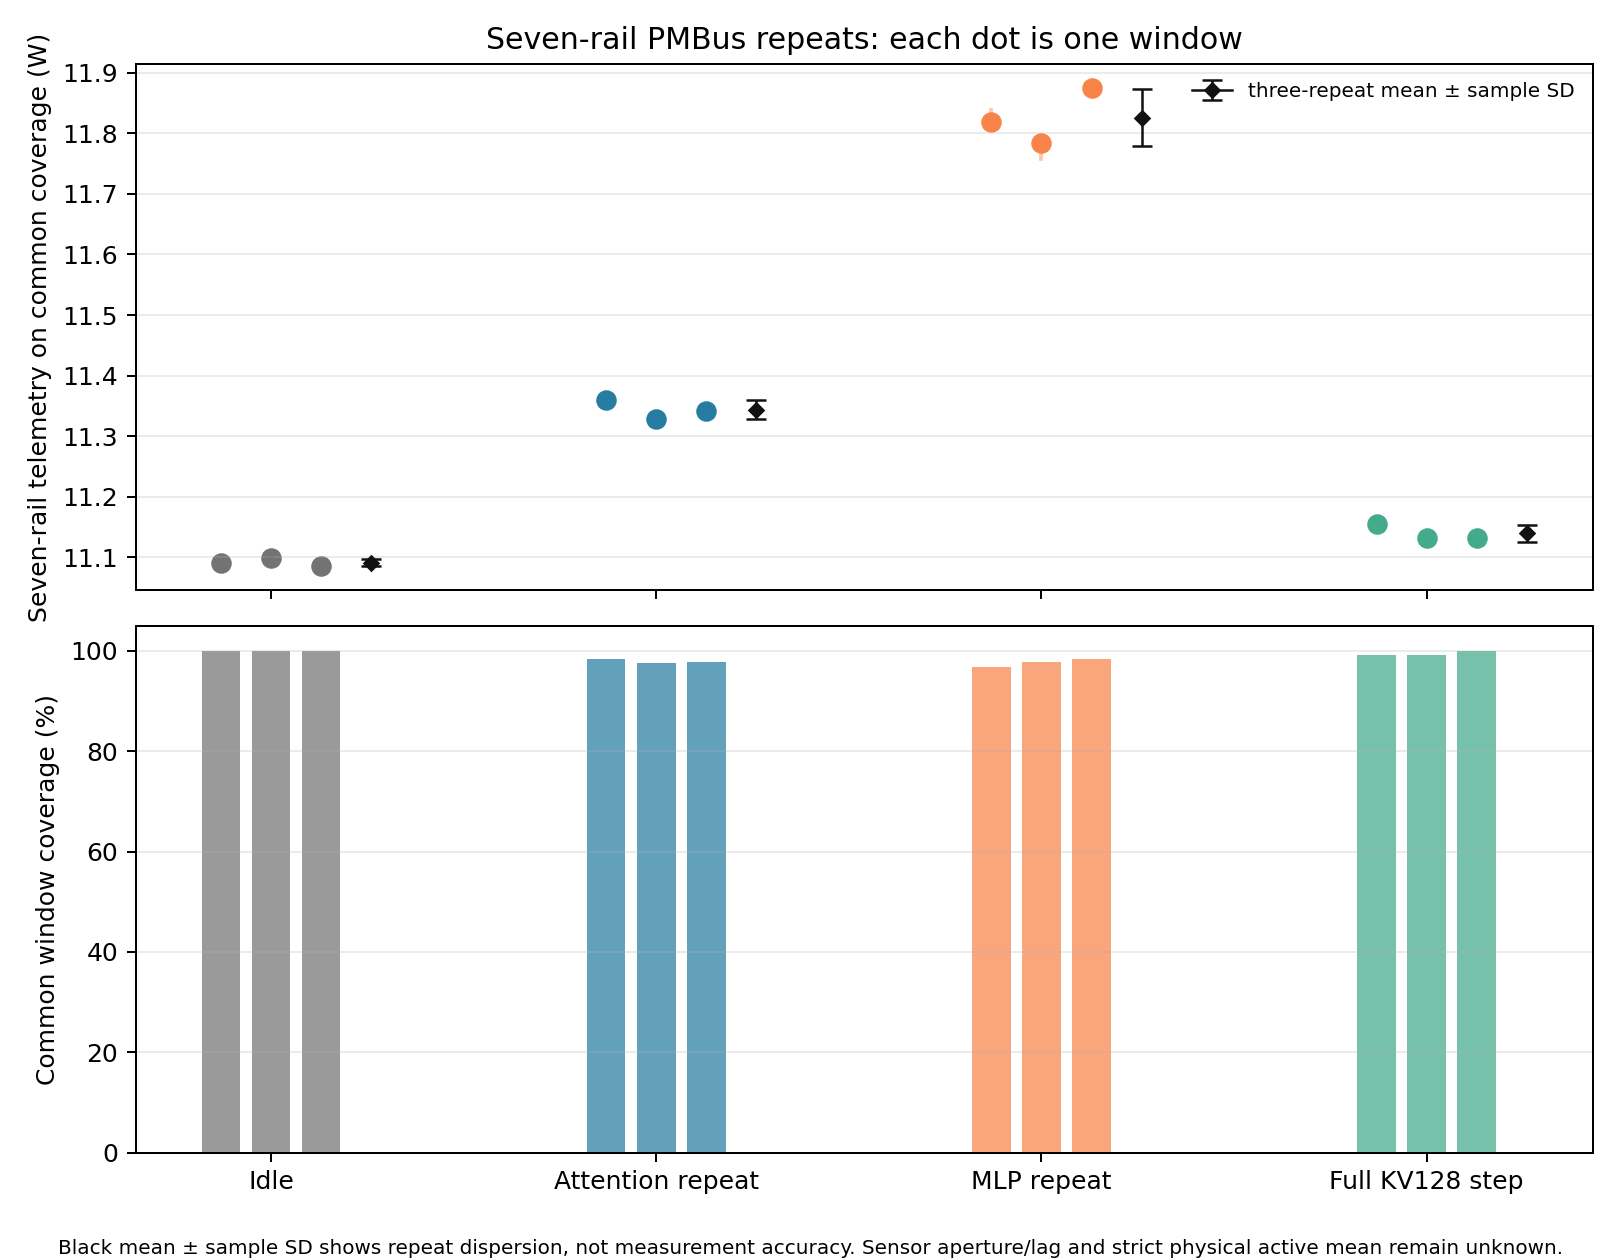 Seven-rail PMBus repeats: each dot is one window
Seven-rail telemetry on common coverage (W)
11.9
11.8
11.7
11.6
11.5
11.4
11.3
11.2
11.1
three-repeat mean ± sample SD
Common window coverage (%)
100
80
60
40
20
0
Idle
Attention repeat
MLP repeat
Full KV128 step
Black mean ± sample SD shows repeat dispersion, not measurement accuracy. Sensor aperture/lag and strict physical active mean remain unknown.